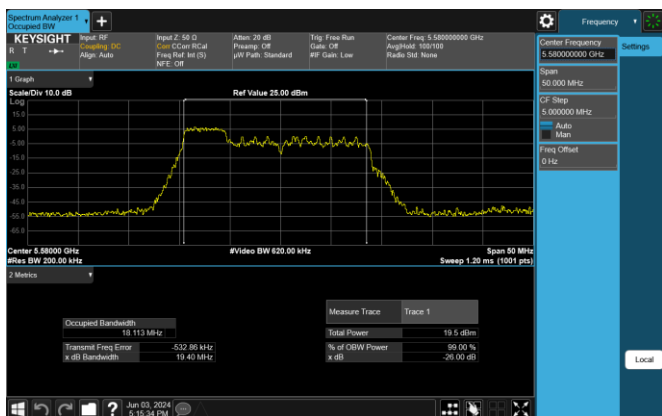 Spectrum Analyzer 1
Occupied BW
+
Frequency
KEYSIGHT
R T
Input: RF
Coupling: DC
Align: Auto
Input Z: 50 Ω
Corr CCorr RCal
Freq Ref: Int (S)
NFE: Off
Atten: 20 dB
Preamp: Off
µW Path: Standard
Trig: Free Run
Gate: Off
#IF Gain: Low
Center Freq: 5.580000000 GHz
Avg|Hold: 100/100
Radio Std: None
Center Frequency
5.580000000 GHz
Settings
Span
50.000 MHz
CF Step
5.000000 MHz
Auto
Man
Freq Offset
0 Hz
1 Graph
Scale/Div 10.0 dB
Ref Value 25.00 dBm
Log
15.0
5.00
-5.00
-15.0
-25.0
-35.0
-45.0
-55.0
-65.0
Center 5.58000 GHz
#Video BW 620.00 kHz
Span 50 MHz
#Res BW 200.00 kHz
Sweep 1.20 ms (1001 pts)
2 Metrics
Measure Trace
Trace 1
Occupied Bandwidth
18.113 MHz
Total Power
19.5 dBm
Transmit Freq Error
-532.86 kHz
% of OBW Power
99.00 %
x dB Bandwidth
19.40 MHz
x dB
-26.00 dB
Local
?
Jun 03, 2024
5:15:34 PM